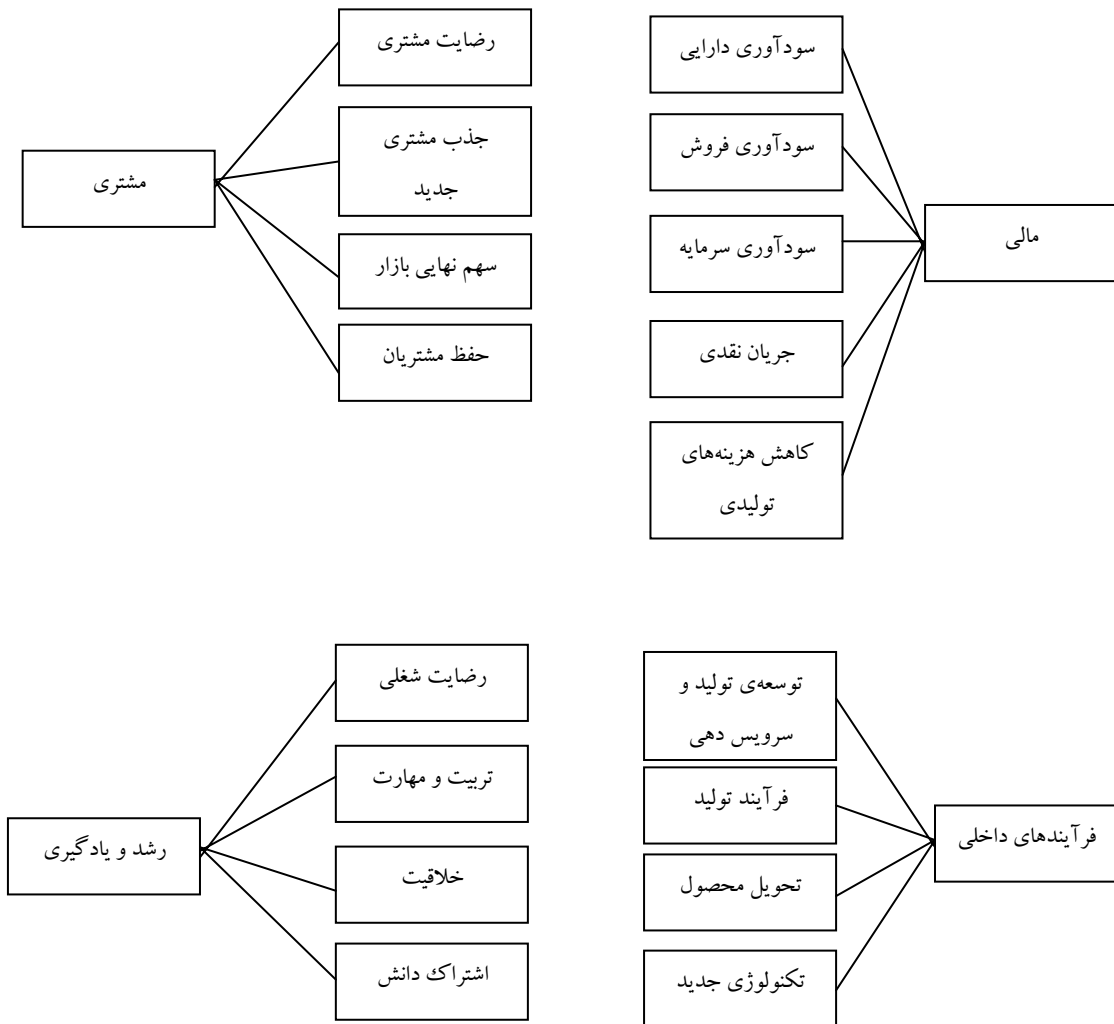 سودآوری دارایی
سودآوری فروش
سودآوری سرمایه
جریان نقدی
کاهش هزینه‌های
تولیدی
مالی
رضایت مشتری
جذب مشتری
جدید
سهم نهایی بازار
حفظ مشتریان
مشتری
توسعه‌ی تولید و
سرویس دهی
فرآیند تولید
تحویل محصول
تکنولوژی جدید
فرآیندهای داخلی
رضایت شغلی
تربیت و مهارت
خلاقیت
اشتراک دانش
رشد و یادگیری